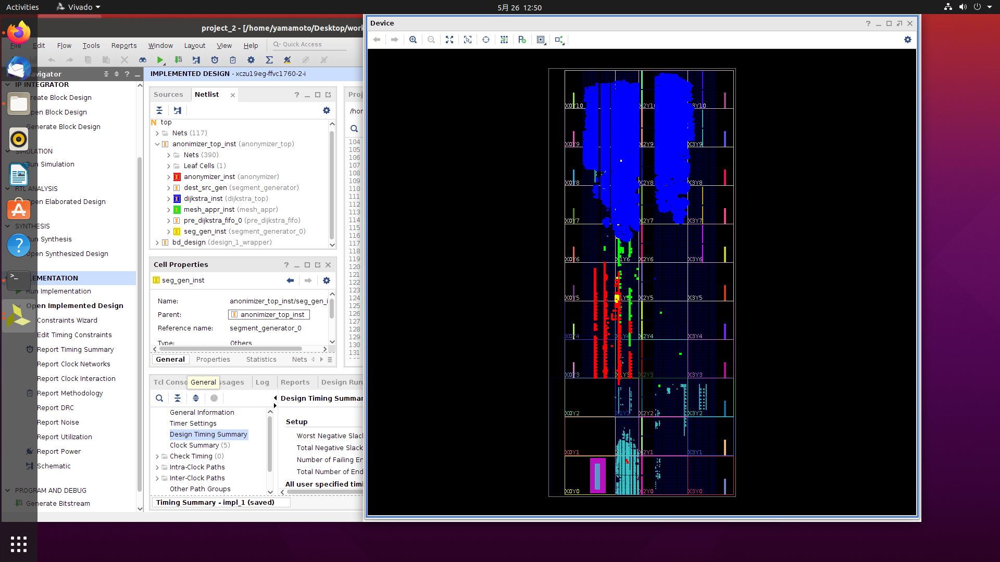 Activities
Vivado
5月 26 12:50
project_2 - [/home/yamamoto/Desktop/work
File
Edit
Flow
Tools
Reports
Window
Layout
View
Help
Quick Access
IMPLEMENTED DESIGN - xczu19eg-ffvc1760-2-i
IP INTEGRATOR
Create Block Design
Open Block Design
Generate Block Design
SIMULATION
Run Simulation
RTL ANALYSIS
Open Elaborated Design
SYNTHESIS
Run Synthesis
Open Synthesized Design
Run Implementation
Open Implemented Design
Constraints Wizard
Edit Timing Constraints
Report Timing Summary
Report Clock Networks
Report Clock Interaction
Report Methodology
Report DRC
Report Noise
Report Utilization
Report Power
Schematic
PROGRAM AND DEBUG
Generate Bitstream
Sources
Netlist
top
Nets (117)
anonimizer_top_inst (anonymizer_top)
Nets (390)
Leaf Cells (1)
anonymizer_inst (anonymizer)
dest_src_gen (segment_generator)
dijkstra_inst (dijkstra_top)
mesh_appr_inst (mesh_appr)
pre_dijkstra_fifo_0 (pre_dijkstra_fifo)
seg_gen_inst (segment_generator_0)
bd_design (design_1_wrapper)
Cell Properties
seg_gen_inst
Name: anonimizer_top_inst/seg_gen_i
Parent: anonimizer_top_inst
Reference name: segment_generator_0
Type: Others
General
Properties
Statistics
Nets
Tcl Conso
General
ssages
Log
Reports
Design Run
General Information
Timer Settings
Design Timing Summary
Clock Summary (5)
Check Timing (0)
Intra-Clock Paths
Inter-Clock Paths
Other Path Groups
Design Timing Summar
Setup
Worst Negative Slac
Total Negative Slack
Number of Failing En
Total Number of End
All user specified timi
Timing Summary - impl_1 (saved)
Proj
/hom
104
105
106
107
108
109
110
111
112
113
114
115
116
117
118
119
120
121
122
123
124
125
126
127
128
129
130
131
Device
X0Y10 X2Y10 X3Y10
X0Y9 X2Y9 X3Y9
X0Y8 X2Y8 X3Y8
X0Y7 X2Y7 X3Y7
X0Y6 X1Y6 X2Y6 X3Y6
X0Y5 X1Y5 X2Y5 X3Y5
X0Y4 X1Y4 X2Y4 X3Y4
X0Y3 X1Y3 X2Y3 X3Y3
X0Y2 X1Y2 X2Y2 X3Y2
X0Y1 X1Y1 X2Y1 X3Y1
X0Y0 X2Y0 X3Y0